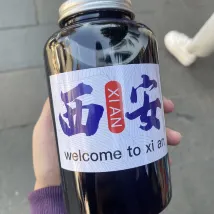 西 XIAN 安
welcome to xi an